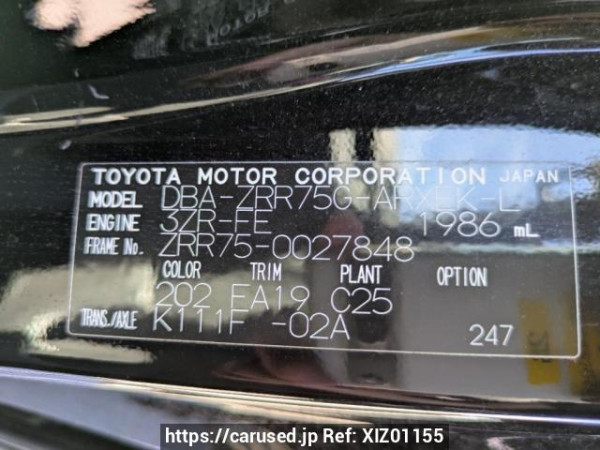 TOYOTA MOTOR CORPORATION JAPAN
MODEL DBA-ZRR75G-ARXEK-L
ENGINE 3ZR-FE 1986 mL
FRAME No. ZRR75-0027848
COLOR TRIM PLANT OPTION
202 FA19 C25
TRANS./AXLE K111F -02A 247
https://carused.jp Ref: XIZ01155